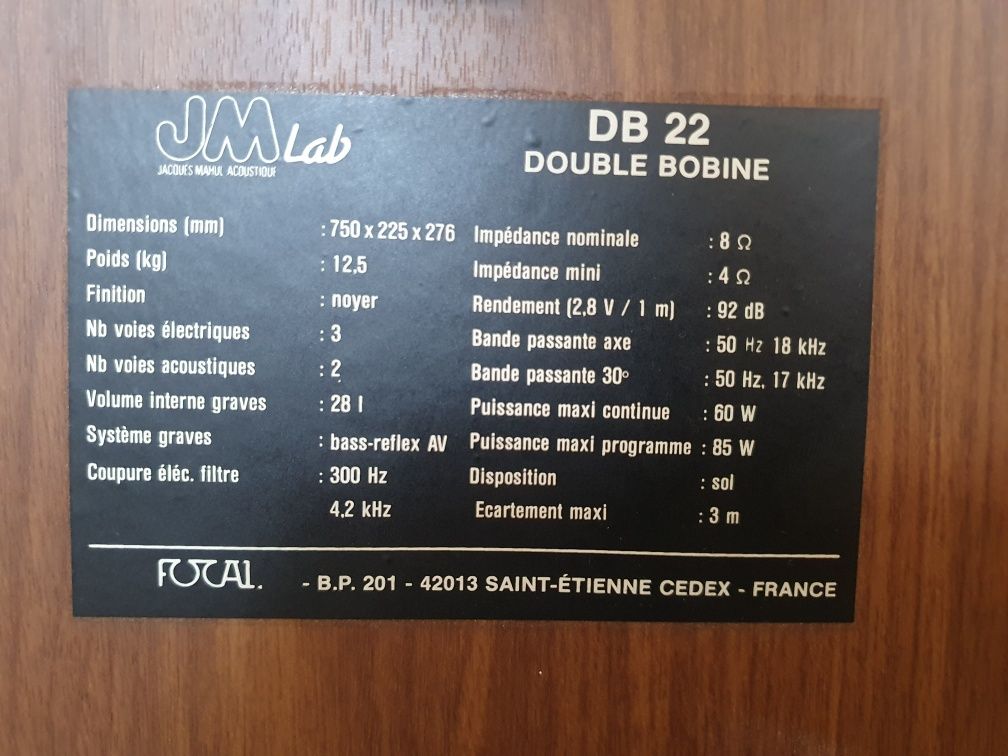 JM Lab
JACQUES MAHUL ACOUSTIQUE
DB 22
DOUBLE BOBINE
Dimensions (mm) : 750 x 225 x 276
Poids (kg) : 12,5
Finition : noyer
Nb voies électriques : 3
Nb voies acoustiques : 2
Volume interne graves : 28 l
Système graves : bass-reflex AV
Coupure éléc. filtre : 300 Hz
4,2 kHz
Impédance nominale : 8 Ω
Impédance mini : 4 Ω
Rendement (2,8 V / 1 m) : 92 dB
Bande passante axe : 50 Hz 18 kHz
Bande passante 30° : 50 Hz, 17 kHz
Puissance maxi continue : 60 W
Puissance maxi programme : 85 W
Disposition : sol
Ecartement maxi : 3 m
FOCAL. - B.P. 201 - 42013 SAINT-ÉTIENNE CEDEX - FRANCE